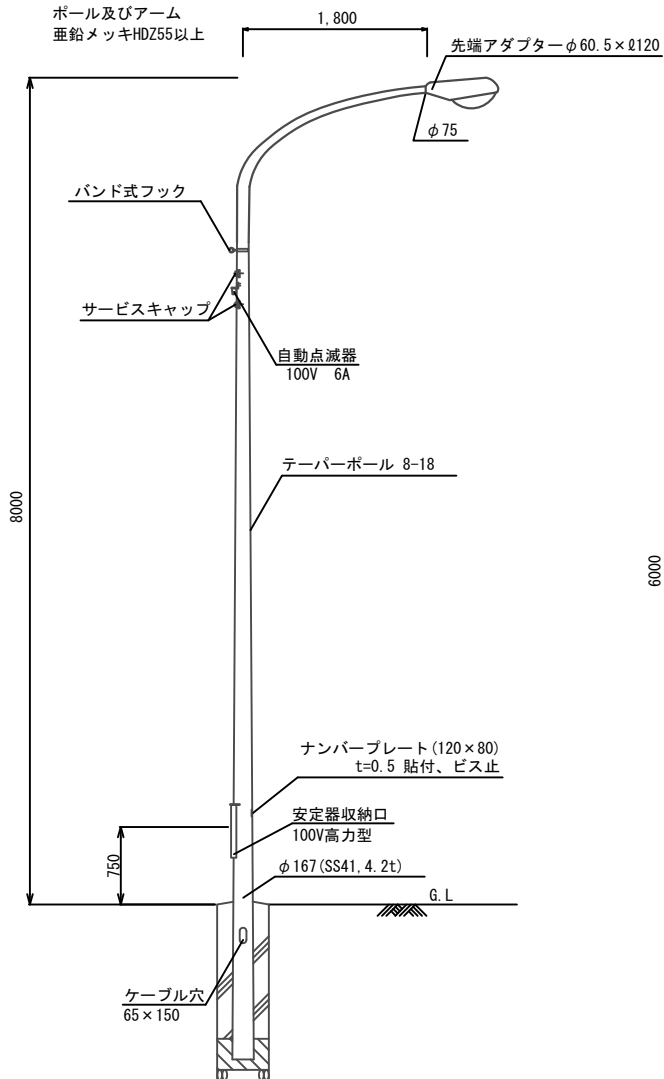 ポール及びアーム
亜鉛メッキHDZ55以上
1,800
先端アダプターφ60.5×ℓ120
φ75
バンド式フック
サービスキャップ
自動点滅器
100V 6A
テーパーポール 8-18
8000
6000
ナンバープレート(120×80)
t=0.5 貼付、ビス止
安定器収納口
100V高力型
750
φ167(SS41,4.2t)
G.L
ケーブル穴
65×150